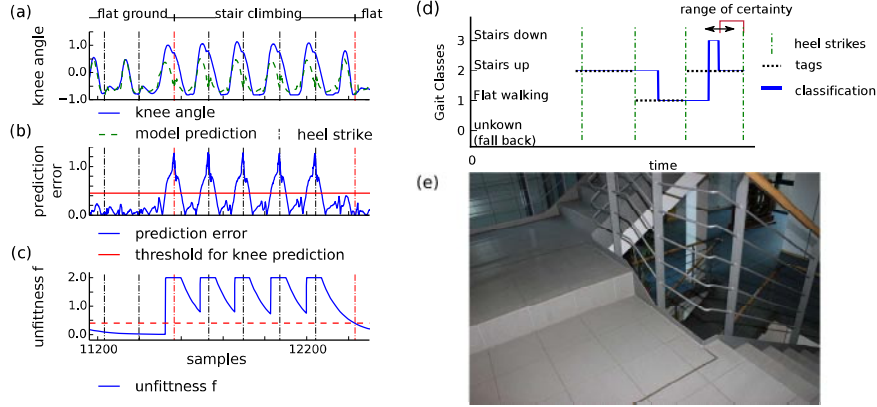 (a)
flat ground
stair climbing
flat
knee angle
1.0
0.0
−1.0
knee angle
model prediction
heel strike
(b)
prediction error
1.0
0.0
prediction error
threshold for knee prediction
(c)
unfittness f
2.0
1.0
0.0
11200
12200
samples
unfittness f
(d)
range of certainty
Gait Classes
Stairs down
3
Stairs up
2
Flat walking
1
unkown
0
(fall back)
0
time
heel strikes
tags
classification
(e)